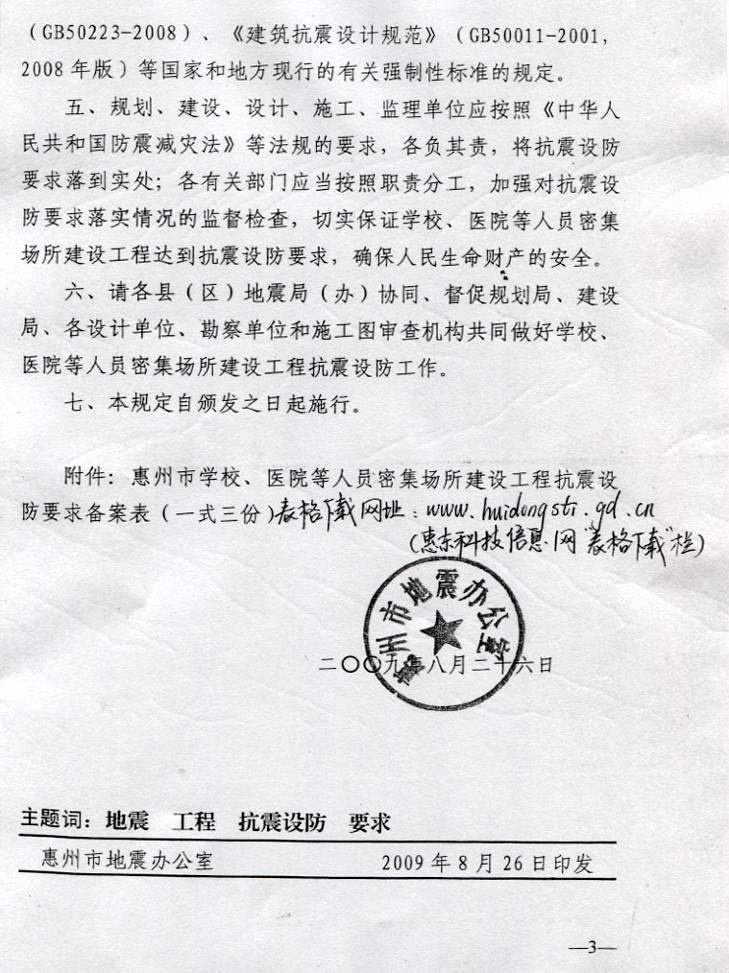 （GB50223-2008）、《建筑抗震设计规范》（GB50011-2001,
2008年版）等国家和地方现行的有关强制性标准的规定。
五、规划、建设、设计、施工、监理单位应按照《中华人
民共和国防震减灾法》等法规的要求，各负其责，将抗震设防
要求落到实处；各有关部门应当按照职责分工，加强对抗震设
防要求落实情况的监督检查，切实保证学校、医院等人员密集
场所建设工程达到抗震设防要求，确保人民生命财产的安全。
六、请各县（区）地震局（办）协同、督促规划局、建设
局、各设计单位、勘察单位和施工图审查机构共同做好学校、
医院等人员密集场所建设工程抗震设防工作。
七、本规定自颁发之日起施行。
附件：惠州市学校、医院等人员密集场所建设工程抗震设
防要求备案表（一式三份）表格下载网址：www.huidongsti.gd.cn
（惠东科技信息网“表格下载”栏）
惠州市地震办公室
二〇〇九年八月二十六日
主题词：地震 工程 抗震设防 要求
惠州市地震办公室 2009年8月26日印发
—3—